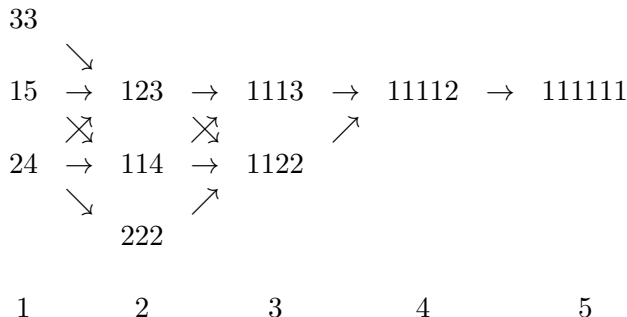 33
↘
15 → 123 → 1113 → 11112 → 111111
↗↘ ↗↘ ↗
24 → 114 → 1122
↘ ↗
222
1 2 3 4 5